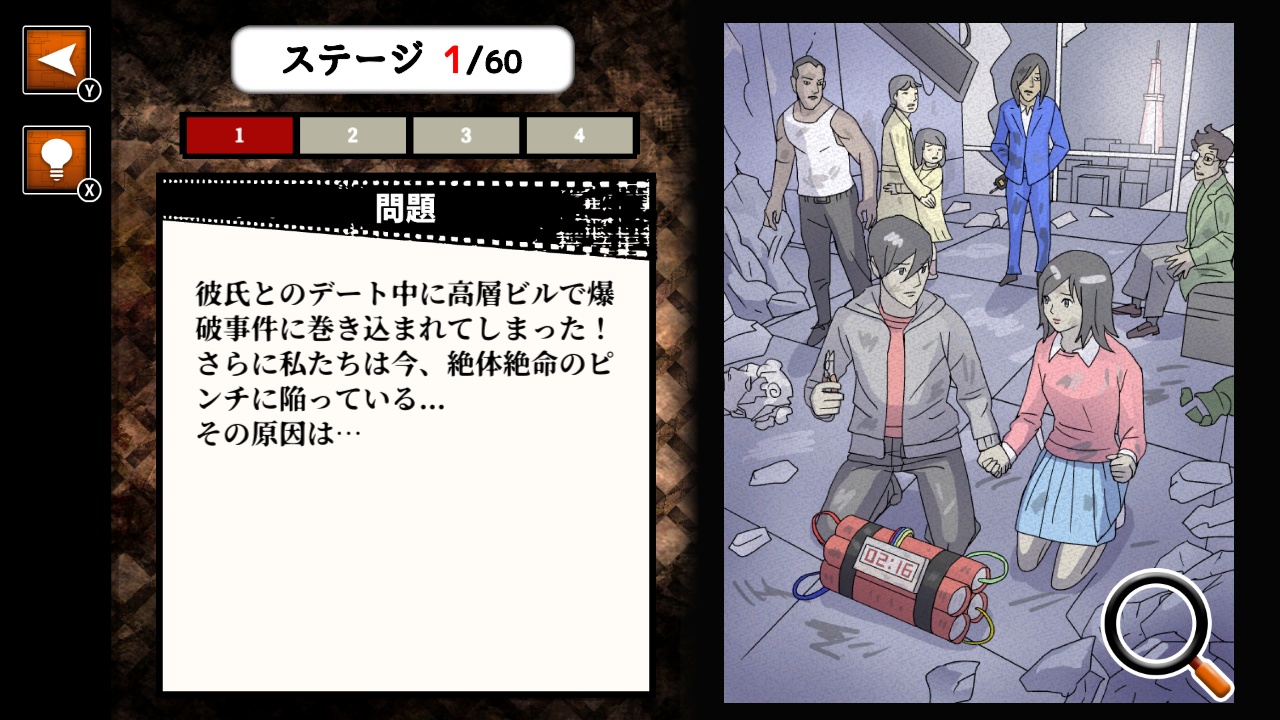 ステージ 1/60
Y
X
1 2 3 4
問題
彼氏とのデート中に高層ビルで爆
破事件に巻き込まれてしまった！
さらに私たちは今、絶体絶命のピ
ンチに陥っている…
その原因は…
02:16